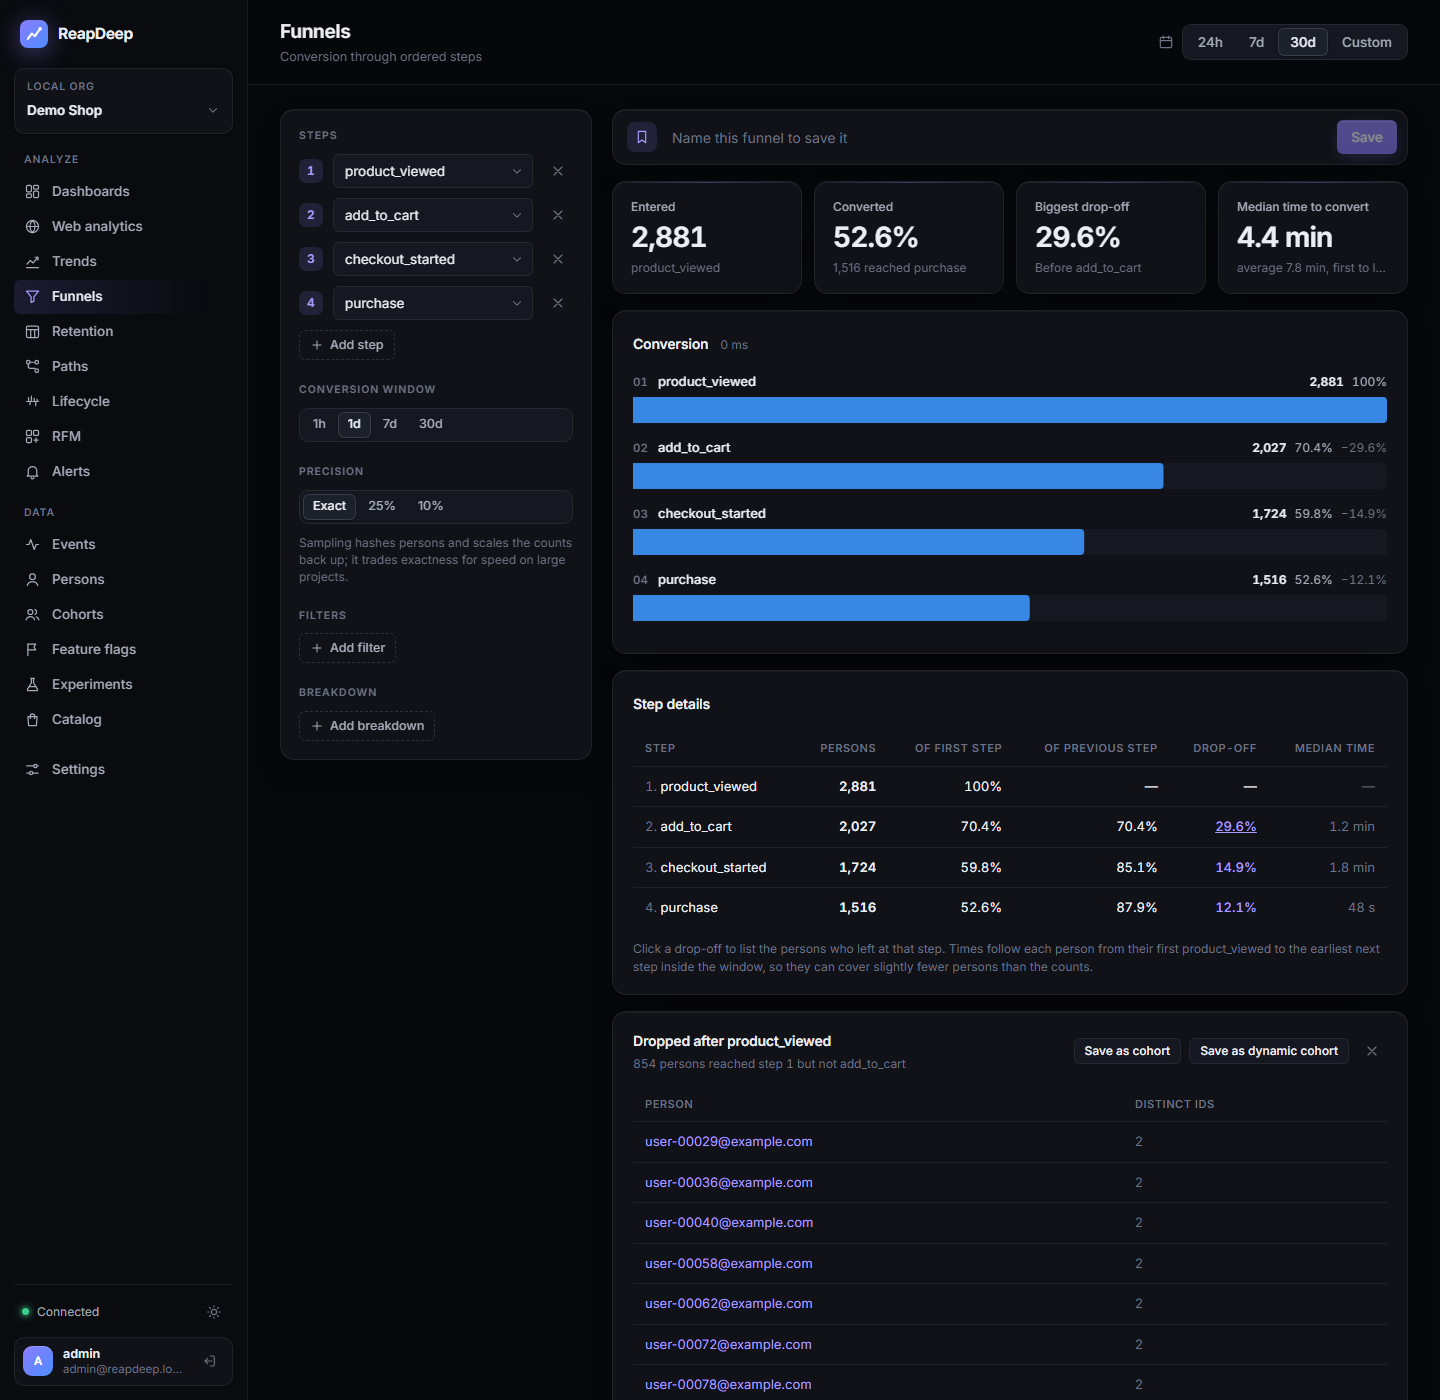 ReapDeep
LOCAL ORG
Demo Shop
ANALYZE
Dashboards
Web analytics
Trends
Funnels
Retention
Paths
Lifecycle
RFM
Alerts
DATA
Events
Persons
Cohorts
Feature flags
Experiments
Catalog
Settings
Connected
A
admin
admin@reapdeep.lo...
Funnels
Conversion through ordered steps
24h 7d 30d Custom
STEPS
1 product_viewed
2 add_to_cart
3 checkout_started
4 purchase
+ Add step
CONVERSION WINDOW
1h 1d 7d 30d
PRECISION
Exact 25% 10%
Sampling hashes persons and scales the counts
back up; it trades exactness for speed on large
projects.
FILTERS
+ Add filter
BREAKDOWN
+ Add breakdown
Name this funnel to save it Save
Entered
2,881
product_viewed
Converted
52.6%
1,516 reached purchase
Biggest drop-off
29.6%
Before add_to_cart
Median time to convert
4.4 min
average 7.8 min, first to l...
Conversion 0 ms
01 product_viewed 2,881 100%
02 add_to_cart 2,027 70.4% −29.6%
03 checkout_started 1,724 59.8% −14.9%
04 purchase 1,516 52.6% −12.1%
Step details
STEP PERSONS OF FIRST STEP OF PREVIOUS STEP DROP-OFF MEDIAN TIME
1. product_viewed 2,881 100% — — —
2. add_to_cart 2,027 70.4% 70.4% 29.6% 1.2 min
3. checkout_started 1,724 59.8% 85.1% 14.9% 1.8 min
4. purchase 1,516 52.6% 87.9% 12.1% 48 s
Click a drop-off to list the persons who left at that step. Times follow each person from their first product_viewed to the earliest next
step inside the window, so they can cover slightly fewer persons than the counts.
Dropped after product_viewed
854 persons reached step 1 but not add_to_cart
Save as cohort Save as dynamic cohort
PERSON DISTINCT IDS
user-00029@example.com 2
user-00036@example.com 2
user-00040@example.com 2
user-00058@example.com 2
user-00062@example.com 2
user-00072@example.com 2
user-00078@example.com 2